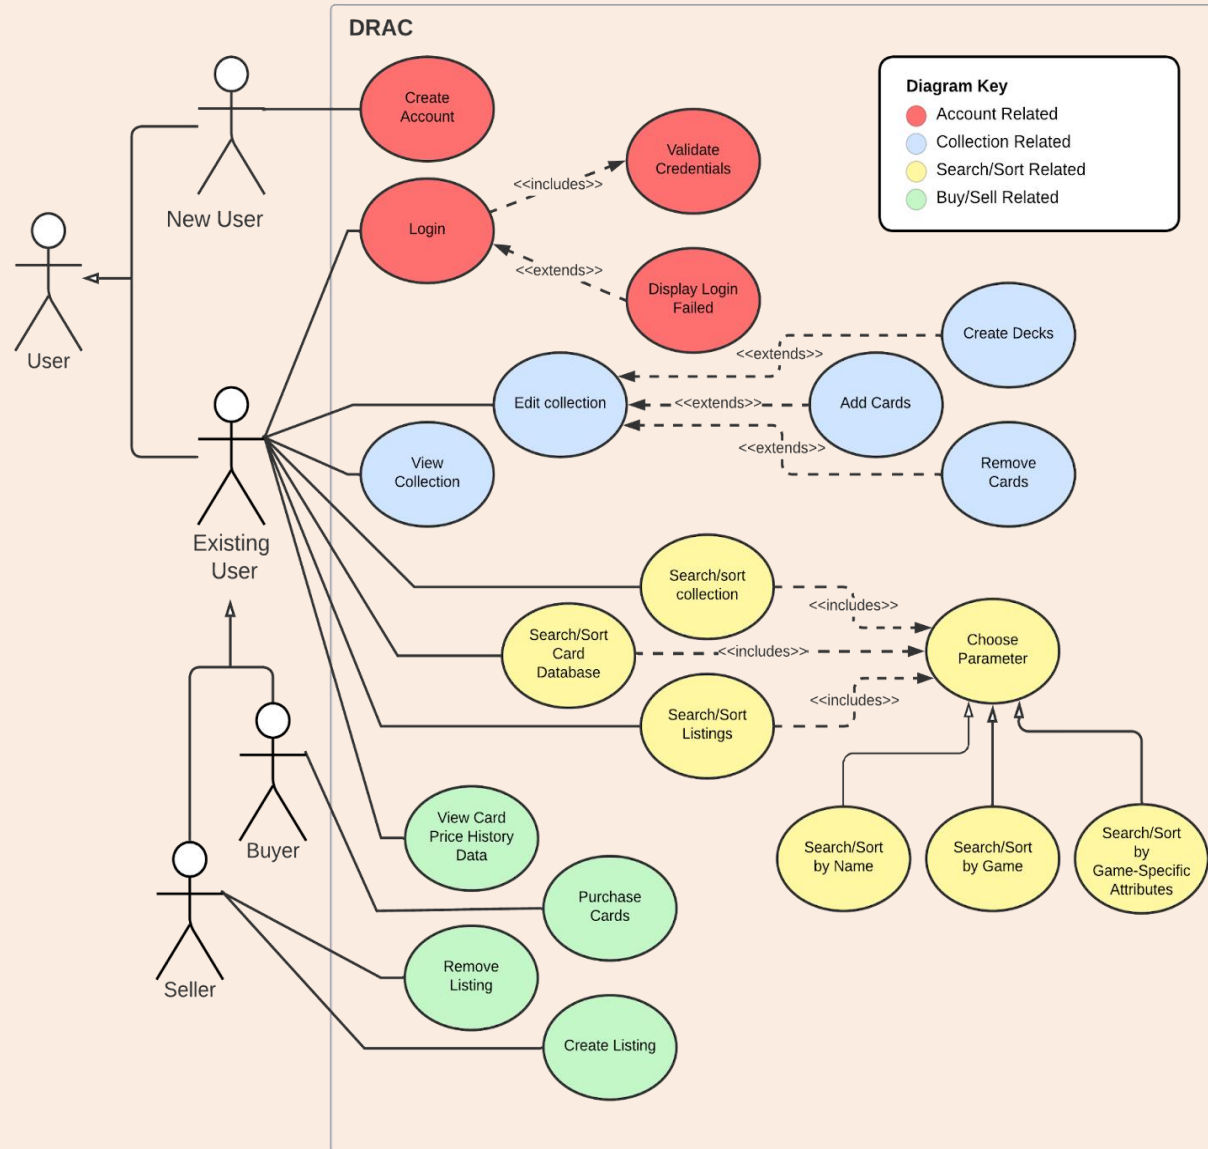 DRAC
Diagram Key
Account Related
Collection Related
Search/Sort Related
Buy/Sell Related
Create
Account
Validate
Credentials
<<includes>>
New User
Login
<<extends>>
Display Login
Failed
User
Create Decks
<<extends>>
Edit collection
<<extends>>
Add Cards
<<extends>>
View
Collection
Remove
Cards
Existing
User
Search/sort
collection
<<includes>>
Search/Sort
Card
Database
<<includes>>
Choose
Parameter
Search/Sort
Listings
<<includes>>
View Card
Price History
Data
Buyer
Search/Sort
by Name
Search/Sort
by Game
Search/Sort
by
Game-Specific
Attributes
Purchase
Cards
Remove
Listing
Seller
Create Listing